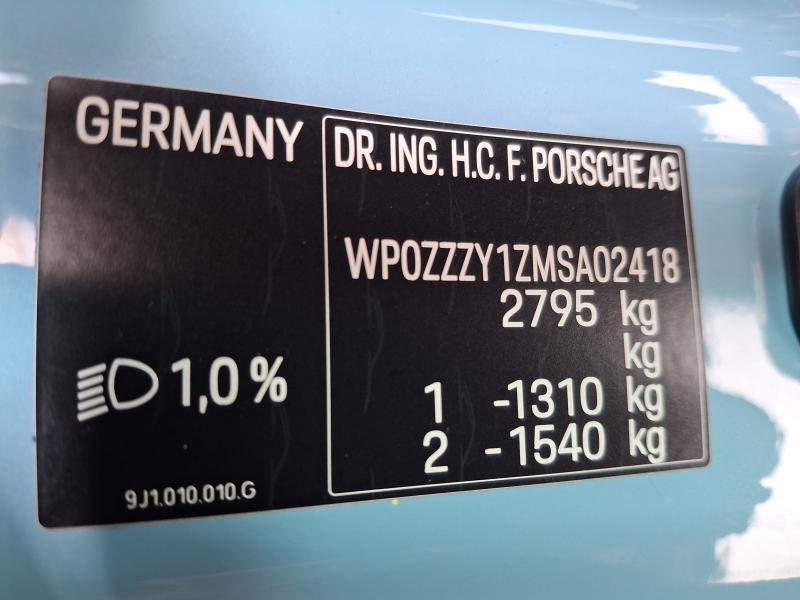 GERMANY
DR. ING. H.C. F. PORSCHE AG
WP0ZZZY1ZMSA02418
2795 kg
kg
1 -1310 kg
2 -1540 kg
1,0 %
9J1.010.010.G